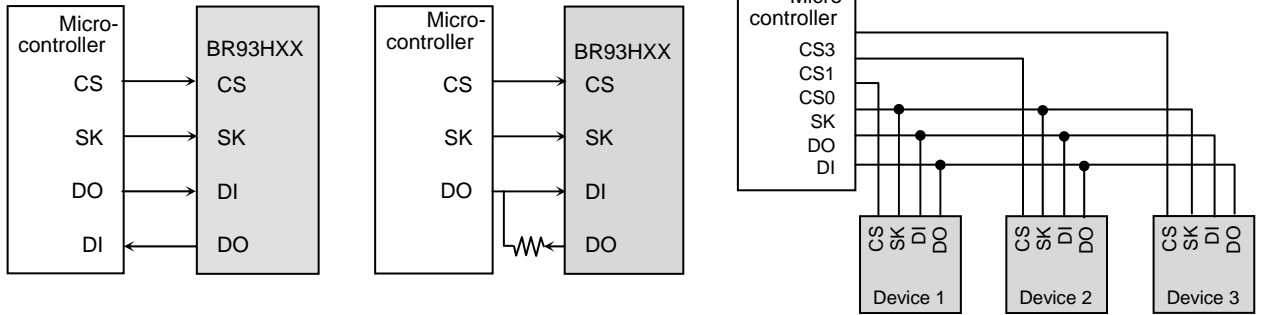 Micro-
controller
BR93HXX
CS
CS
SK
SK
DO
DI
DI
DO
Micro-
controller
BR93HXX
CS
CS
SK
SK
DO
DI
DO
Micro
controller
CS3
CS1
CS0
SK
DO
DI
CS
SK
DI
DO
Device 1
CS
SK
DI
DO
Device 2
CS
SK
DI
DO
Device 3